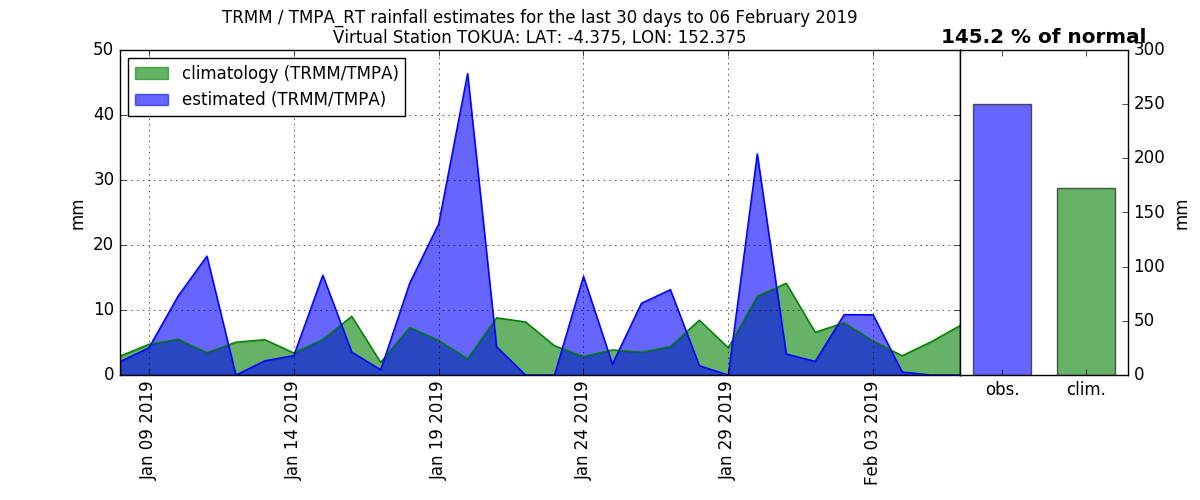 TRMM / TMPA_RT rainfall estimates for the last 30 days to 06 February 2019
Virtual Station TOKUA: LAT: -4.375, LON: 152.375
145.2 % of normal
climatology (TRMM/TMPA)
estimated (TRMM/TMPA)
50
40
30
20
10
0
mm
Jan 09 2019
Jan 14 2019
Jan 19 2019
Jan 24 2019
Jan 29 2019
Feb 03 2019
obs.
clim.
300
250
200
150
100
50
0
mm